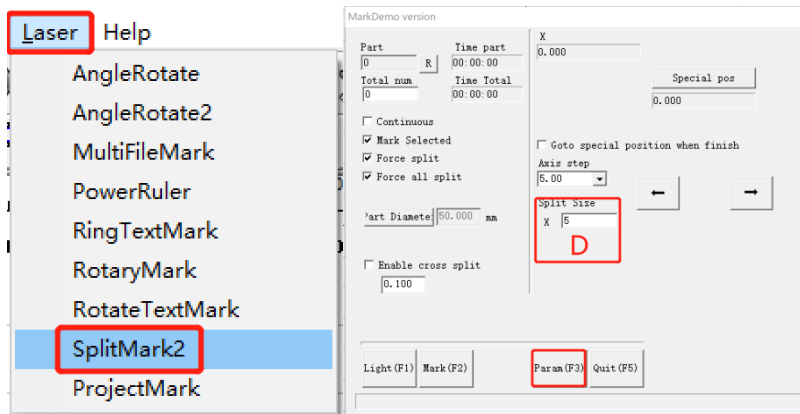 Laser Help
AngleRotate
AngleRotate2
MultiFileMark
PowerRuler
RingTextMark
RotaryMark
RotateTextMark
SplitMark2
ProjectMark
MarkDemo version
Part Time part
0 R 00:00:00
Total num Time Total
0 00:00:00
Continuous
Mark Selected
Force split
Force all split
Part Diamete: 50.000 mm
Enable cross split
0.100
X
0.000
Special pos
0.000
Goto special position when finish
Axis step
5.00 ← →
Split Size
X 5
D
Light(F1) Mark(F2) Param(F3) Quit(F5)